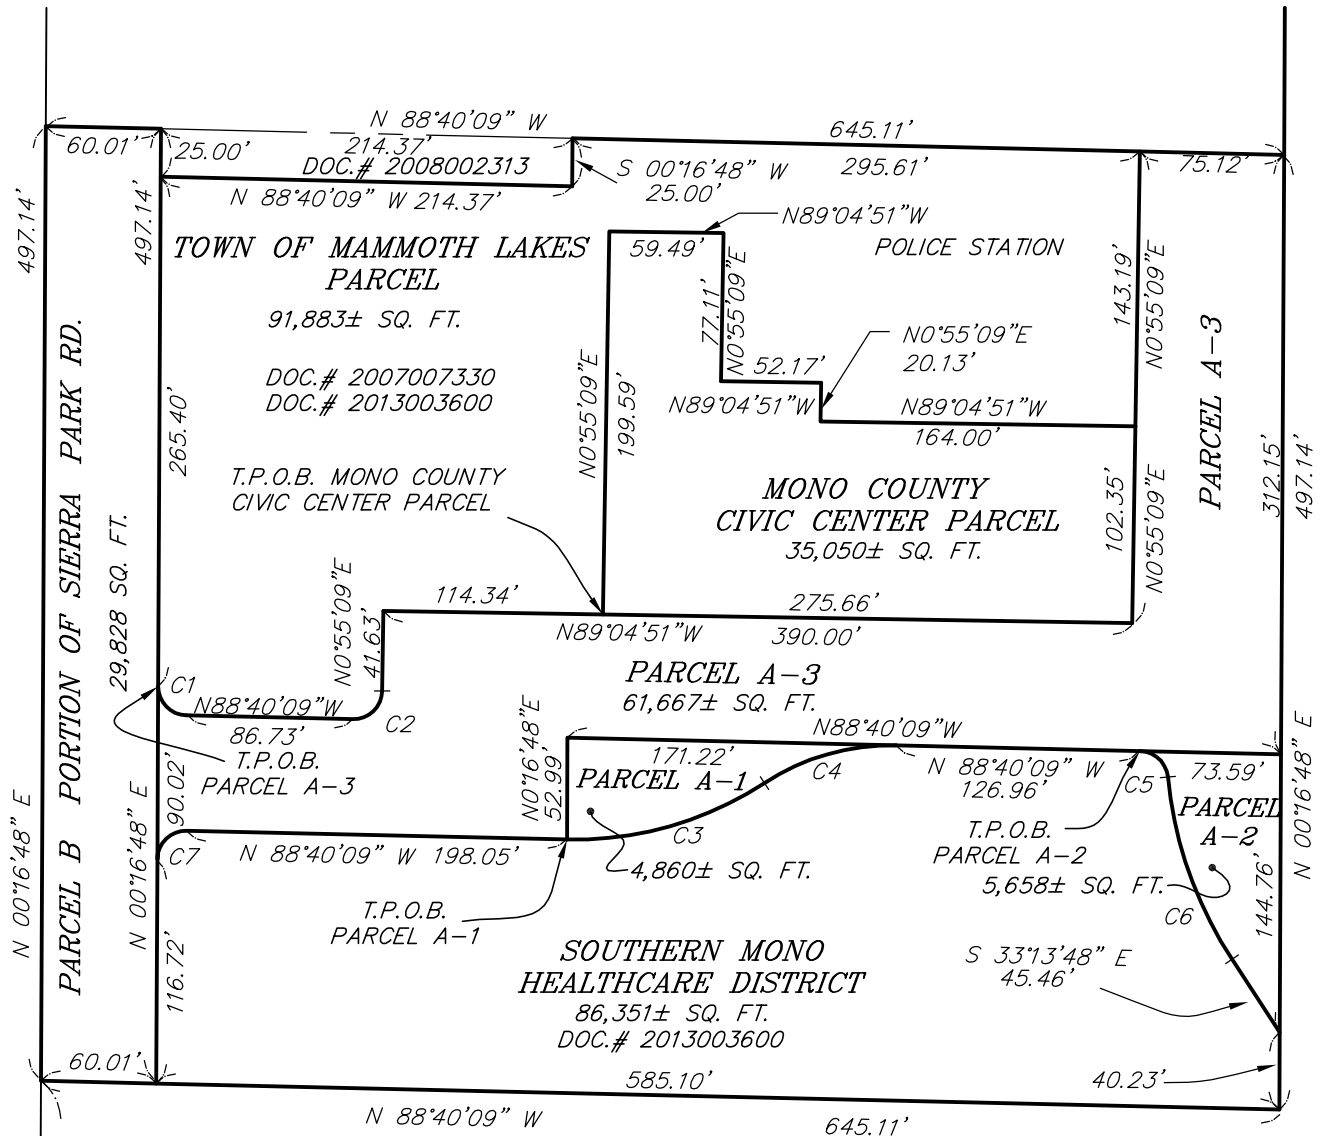 N 88°40'09" W
645.11'
60.01'
25.00'
214.37'
DOC.# 2008002313
S 00°16'48" W
25.00'
295.61'
75.12'
N 88°40'09" W 214.37'
N89°04'51"W
497.14'
497.14'
TOWN OF MAMMOTH LAKES
PARCEL
91,883± SQ. FT.
DOC.# 2007007330
DOC.# 2013003600
59.49'
POLICE STATION
77.11'
N0°55'09"E
143.19'
N0°55'09"E
N0°55'09"E
20.13'
52.17'
N89°04'51"W
N89°04'51"W
164.00'
PARCEL A-3
265.40'
N0°55'09"E
199.59'
T.P.O.B. MONO COUNTY
CIVIC CENTER PARCEL
MONO COUNTY
CIVIC CENTER PARCEL
35,050± SQ. FT.
102.35'
N0°55'09"E
312.15'
497.14'
PARCEL B PORTION OF SIERRA PARK RD.
29,828 SQ. FT.
N0°55'09"E
41.63'
114.34'
275.66'
N89°04'51"W
390.00'
PARCEL A-3
61,667± SQ. FT.
C1
N88°40'09"W
86.73'
C2
T.P.O.B.
PARCEL A-3
90.02'
N0°16'48"E
52.99'
N88°40'09"W
171.22'
PARCEL A-1
C4
N 88°40'09" W
126.96'
C5
73.59'
N 00°16'48" E
C3
C7
N 88°40'09" W 198.05'
4,860± SQ. FT.
T.P.O.B.
PARCEL A-2
PARCEL
A-2
5,658± SQ. FT.
C6
144.76'
N 00°16'48" E
N 00°16'48" E
T.P.O.B.
PARCEL A-1
116.72'
SOUTHERN MONO
HEALTHCARE DISTRICT
86,351± SQ. FT.
DOC.# 2013003600
S 33°13'48" E
45.46'
60.01'
585.10'
40.23'
N 88°40'09" W
645.11'